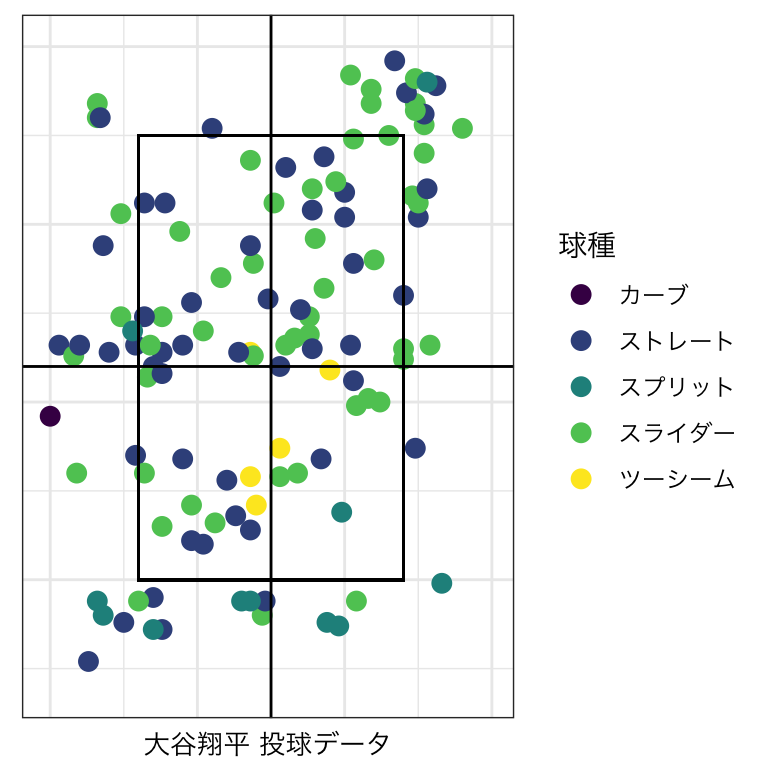 球種
カーブ
ストレート
スプリット
スライダー
ツーシーム
大谷翔平 投球データ